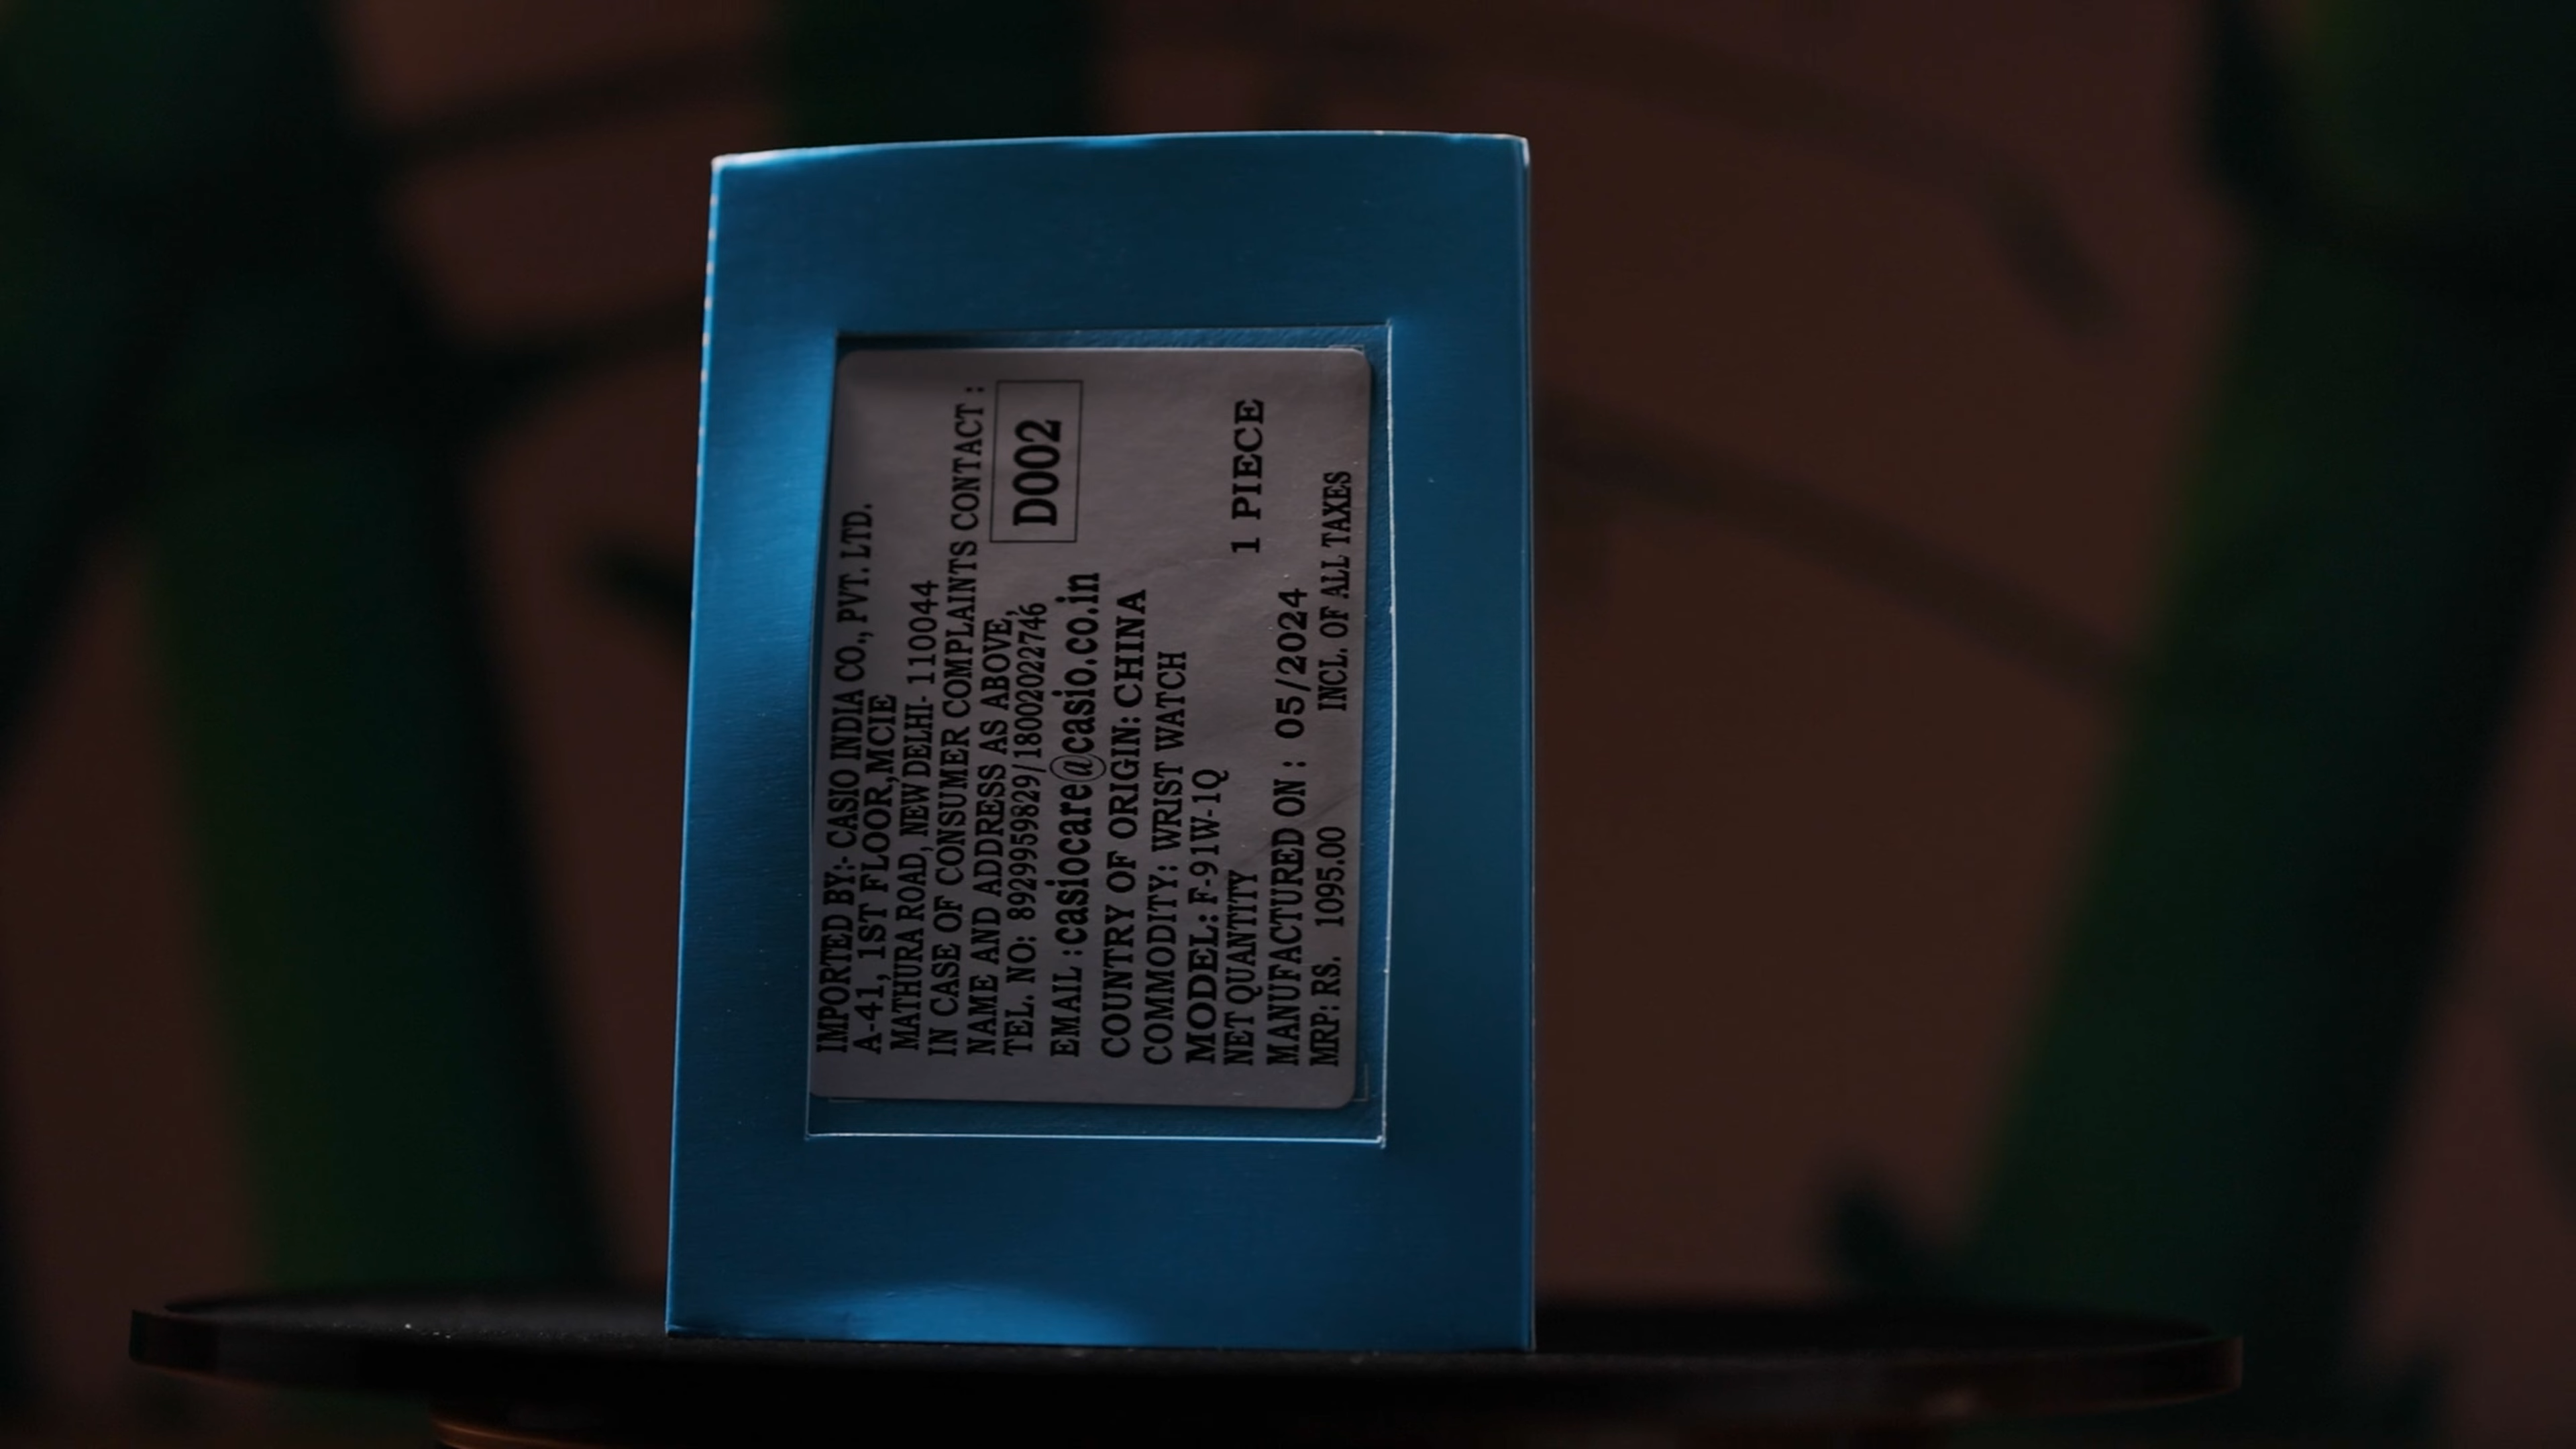 IMPORTED BY:- CASIO INDIA CO., PVT. LTD.
A-41, 1ST FLOOR,MCIE
MATHURA ROAD, NEW DELHI- 110044
IN CASE OF CONSUMER COMPLAINTS CONTACT :
NAME AND ADDRESS AS ABOVE,
TEL. NO: 8929959829/18002022746
D002
EMAIL :casiocare@casio.co.in
COUNTRY OF ORIGIN: CHINA
COMMODITY: WRIST WATCH
MODEL: F-91W-1Q
NET QUANTITY 1 PIECE
MANUFACTURED ON : 05/2024
MRP: RS. 1095.00 INCL. OF ALL TAXES